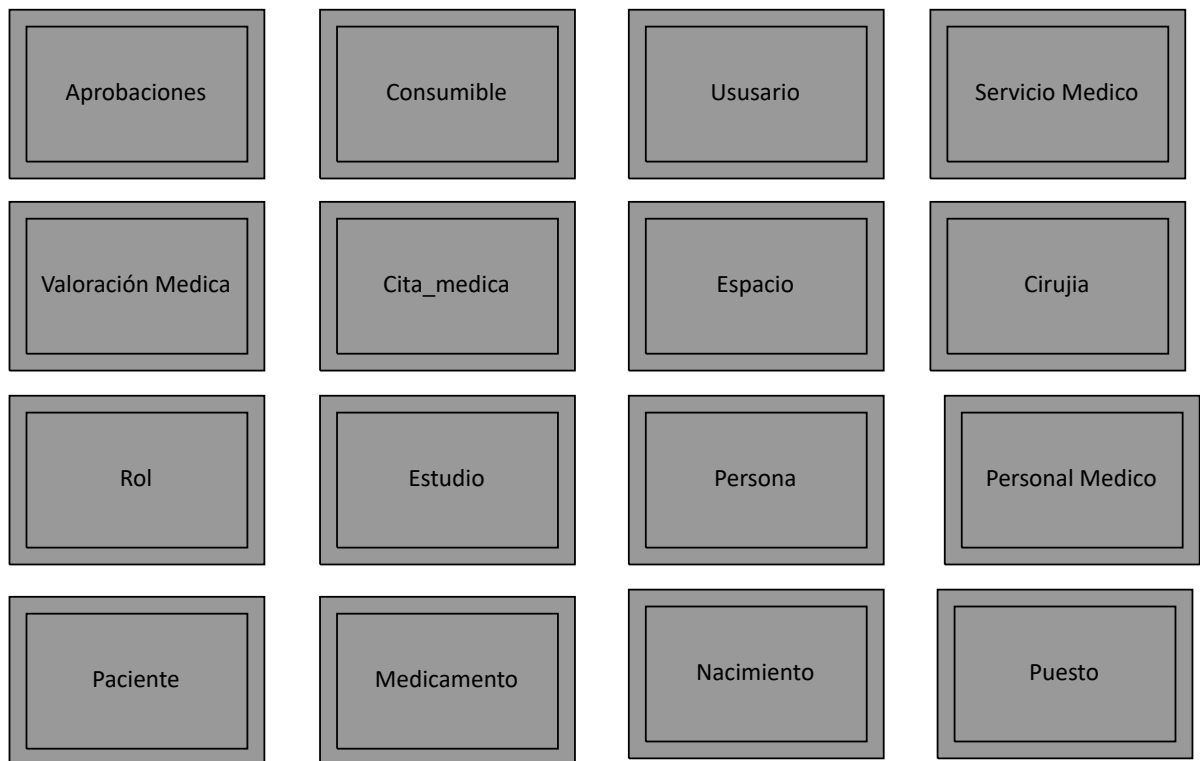 Aprobaciones
Consumible
Ususario
Servicio Medico
Valoración Medica
Cita_medica
Espacio
Cirujia
Rol
Estudio
Persona
Personal Medico
Paciente
Medicamento
Nacimiento
Puesto